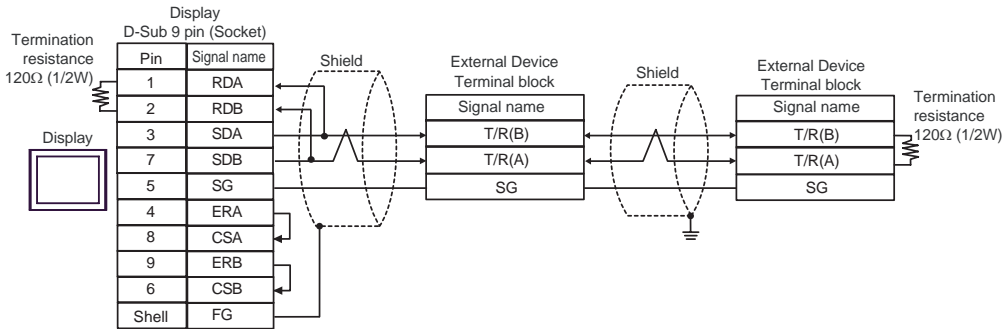 Display
D-Sub 9 pin (Socket)
Termination
resistance
120Ω (1/2W)
Pin Signal name
1 RDA
2 RDB
3 SDA
7 SDB
5 SG
4 ERA
8 CSA
9 ERB
6 CSB
Shell FG
Display
Shield
External Device
Terminal block
Signal name
T/R(B)
T/R(A)
SG
Shield
External Device
Terminal block
Signal name
T/R(B)
T/R(A)
SG
Termination
resistance
120Ω (1/2W)